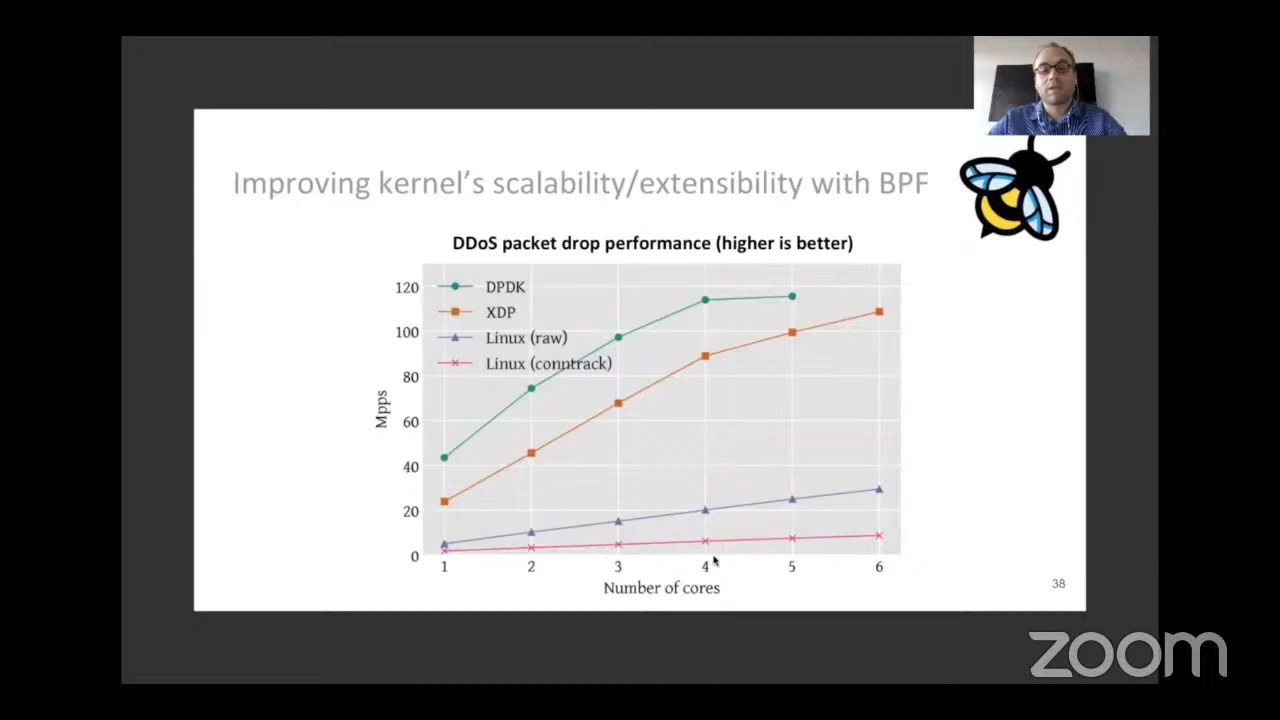 Improving kernel's scalability/extensibility with BPF
DDoS packet drop performance (higher is better)
DPDK
XDP
Linux (raw)
Linux (conntrack)
120
100
80
60
40
20
0
Mpps
1 2 3 4 5 6
Number of cores
38
zoom